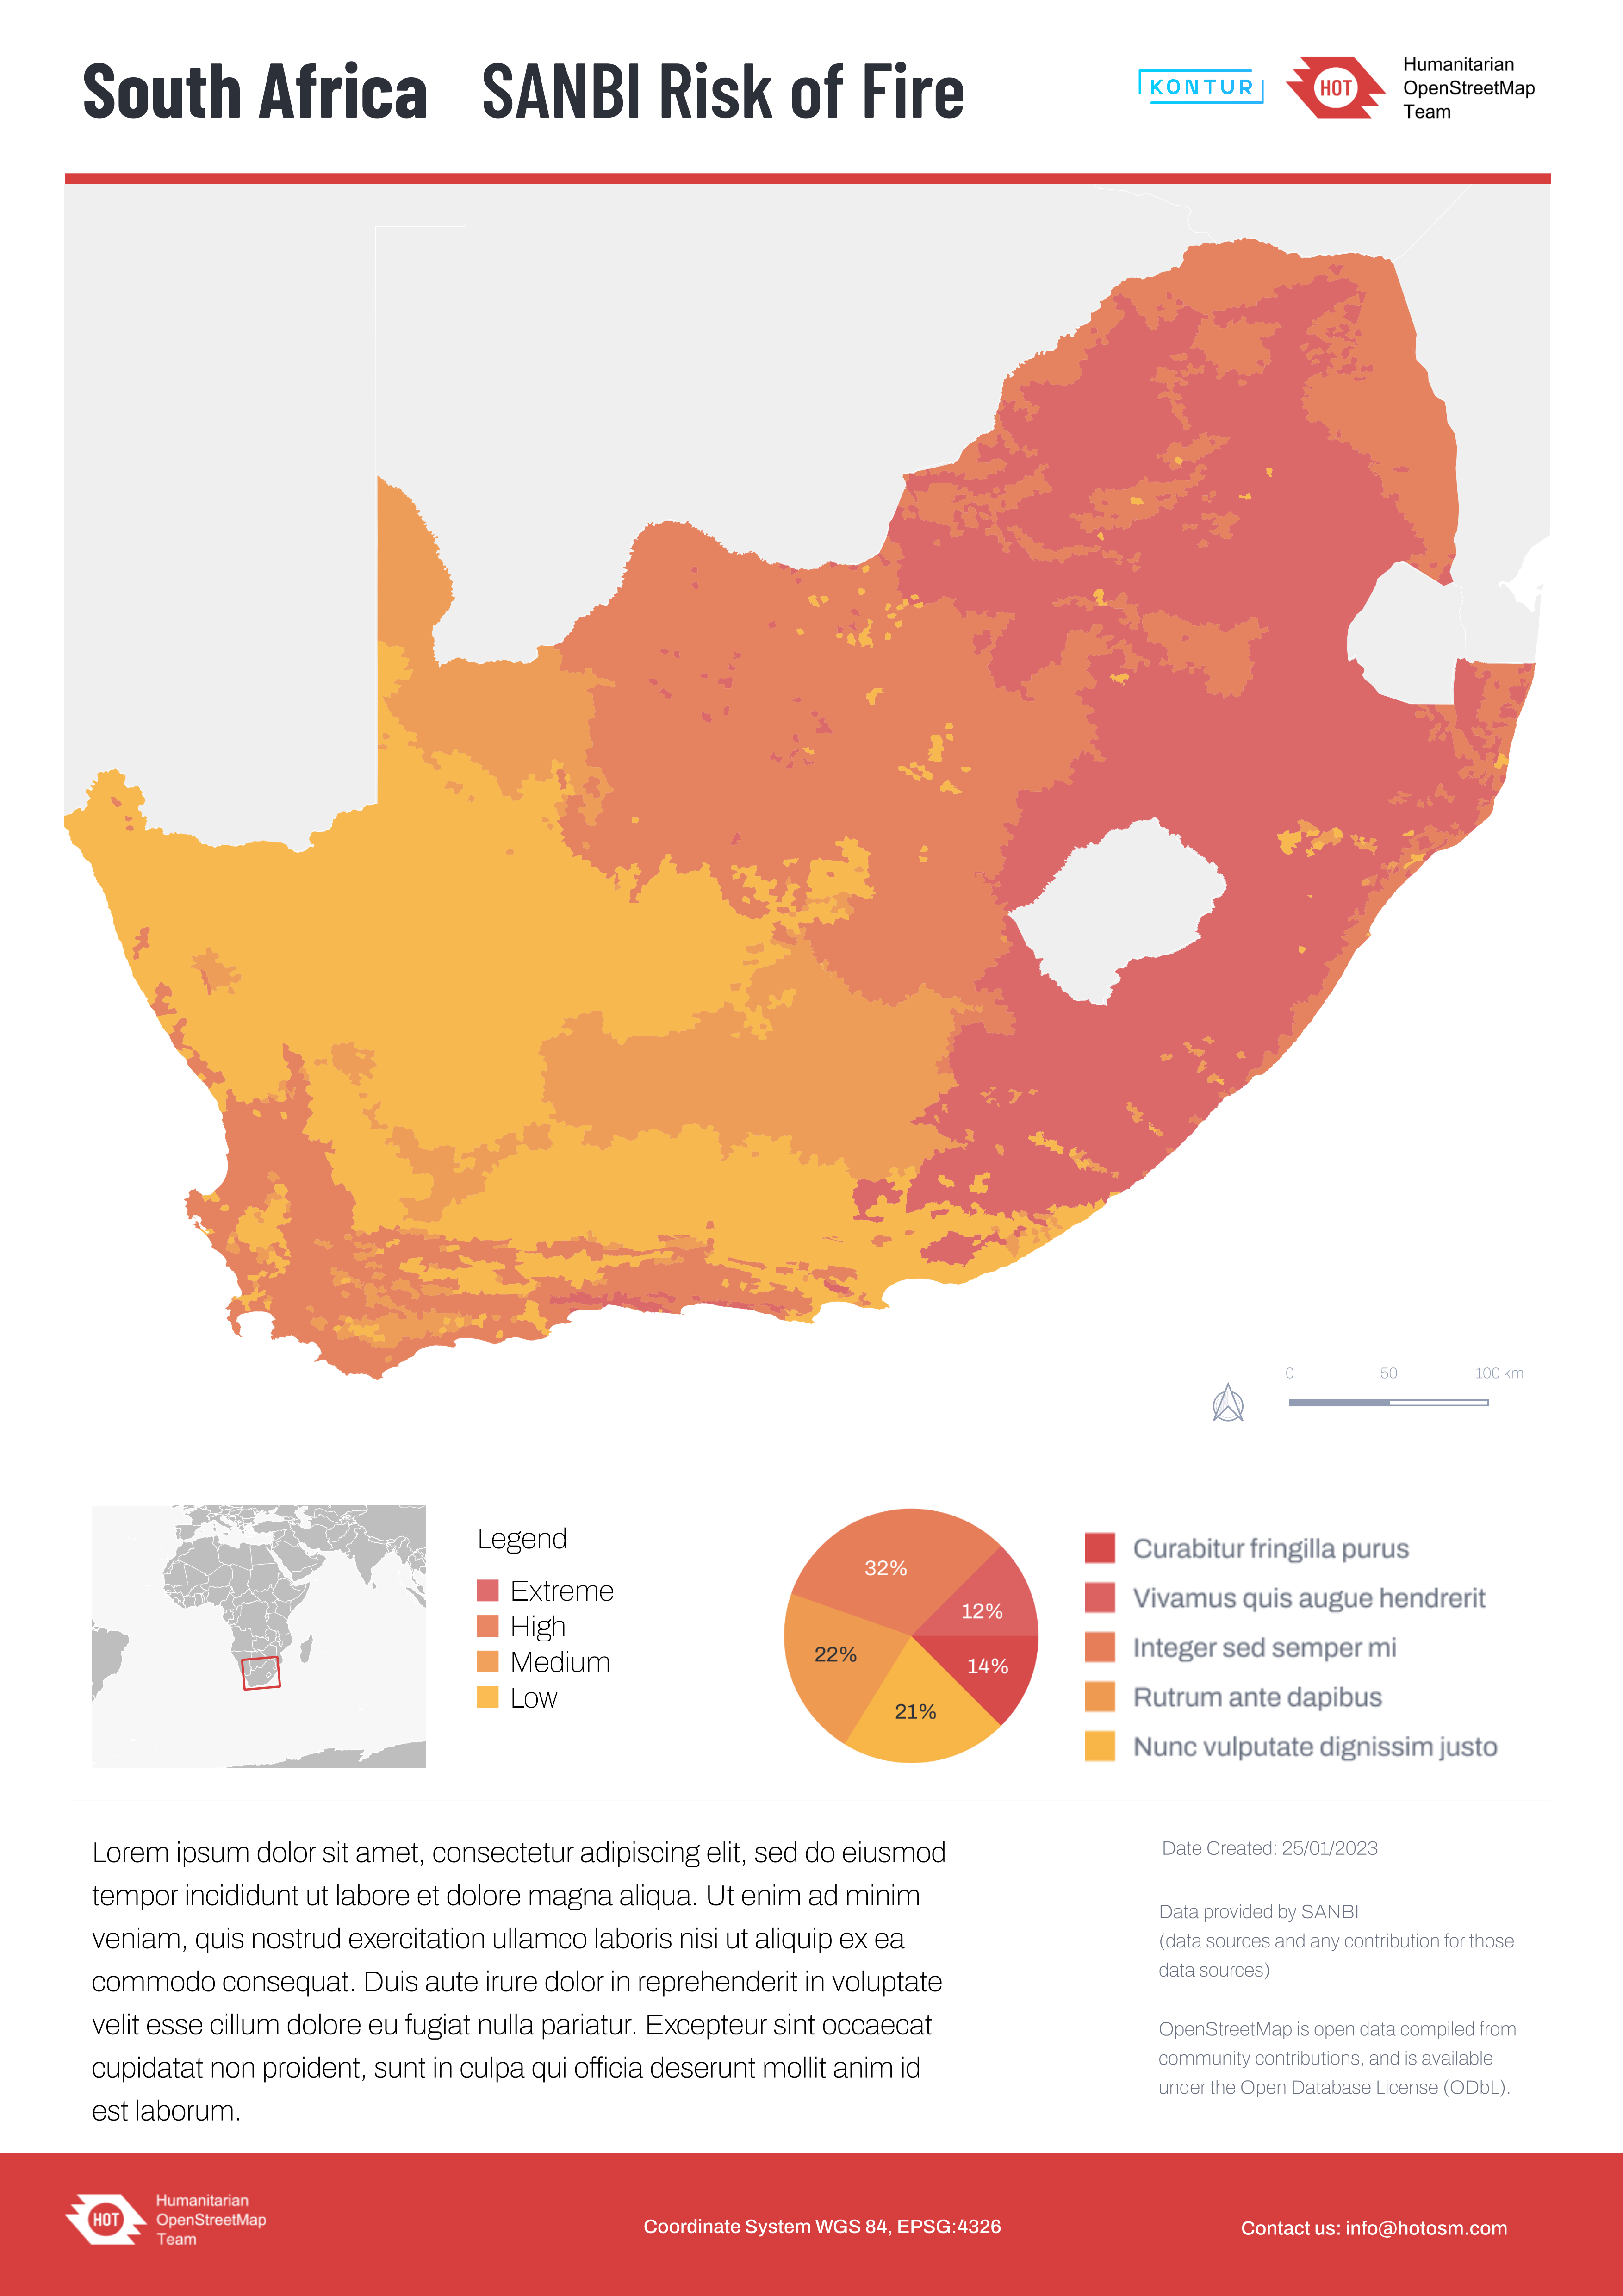 South Africa SANBI Risk of Fire
KONTUR
HOT
Humanitarian
OpenStreetMap
Team
0 50 100 km
Legend
Extreme
High
Medium
Low
32%
12%
22%
14%
21%
Curabitur fringilla purus
Vivamus quis augue hendrerit
Integer sed semper mi
Rutrum ante dapibus
Nunc vulputate dignissim justo
Lorem ipsum dolor sit amet, consectetur adipiscing elit, sed do eiusmod
tempor incididunt ut labore et dolore magna aliqua. Ut enim ad minim
veniam, quis nostrud exercitation ullamco laboris nisi ut aliquip ex ea
commodo consequat. Duis aute irure dolor in reprehenderit in voluptate
velit esse cillum dolore eu fugiat nulla pariatur. Excepteur sint occaecat
cupidatat non proident, sunt in culpa qui officia deserunt mollit anim id
est laborum.
Date Created: 25/01/2023
Data provided by SANBI
(data sources and any contribution for those
data sources)
OpenStreetMap is open data compiled from
community contributions, and is available
under the Open Database License (ODbL).
HOT
Humanitarian
OpenStreetMap
Team
Coordinate System WGS 84, EPSG:4326
Contact us: info@hotosm.com